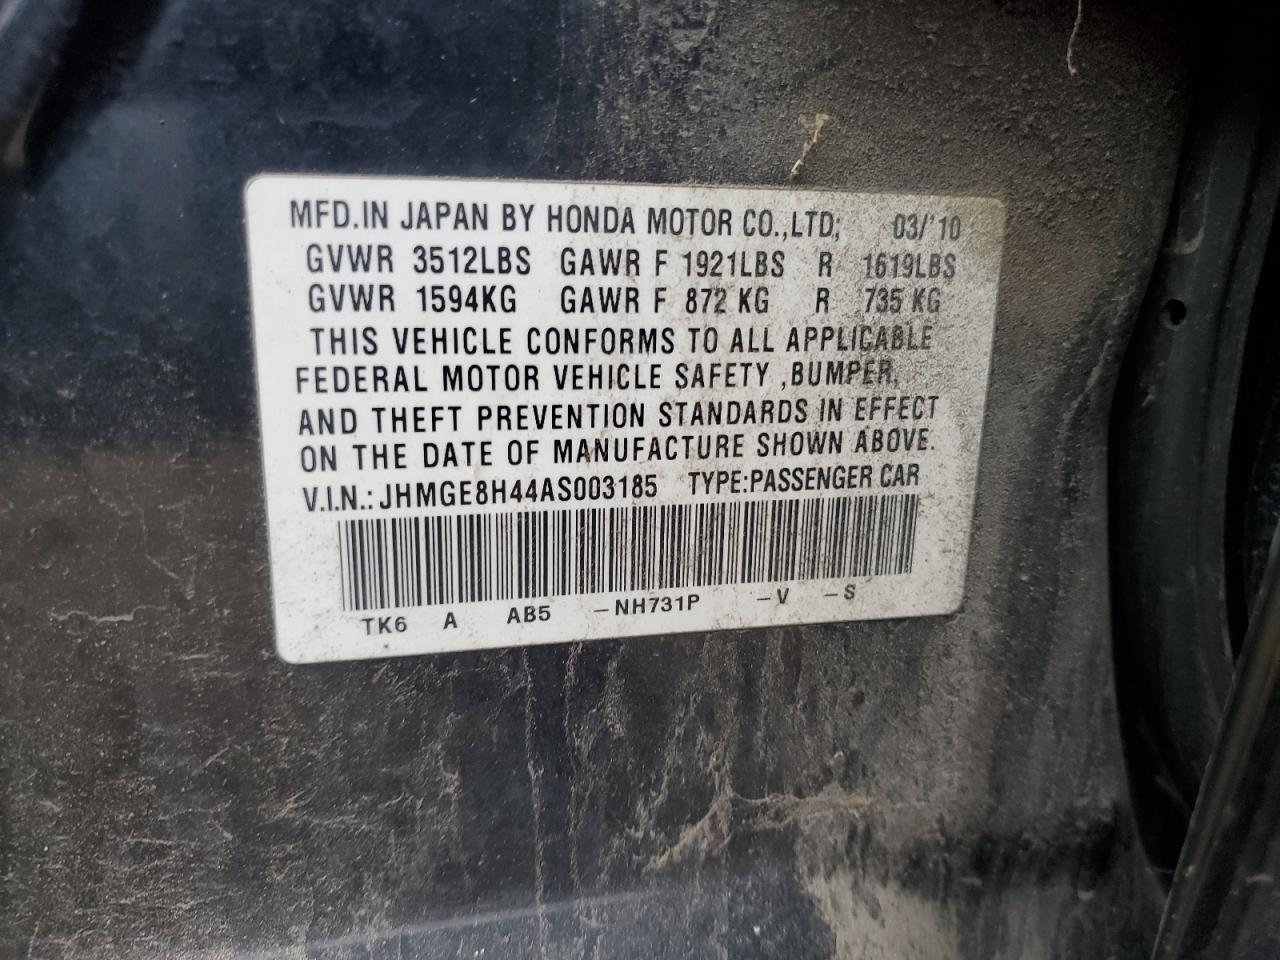 MFD.IN JAPAN BY HONDA MOTOR CO.,LTD; 03/'10
GVWR 3512LBS GAWR F 1921LBS R 1619LBS
GVWR 1594KG GAWR F 872 KG R 735 KG
THIS VEHICLE CONFORMS TO ALL APPLICABLE
FEDERAL MOTOR VEHICLE SAFETY ,BUMPER,
AND THEFT PREVENTION STANDARDS IN EFFECT
ON THE DATE OF MANUFACTURE SHOWN ABOVE.
V.I.N.: JHMGE8H44AS003185 TYPE:PASSENGER CAR
TK6 A AB5 –NH731P –V –S